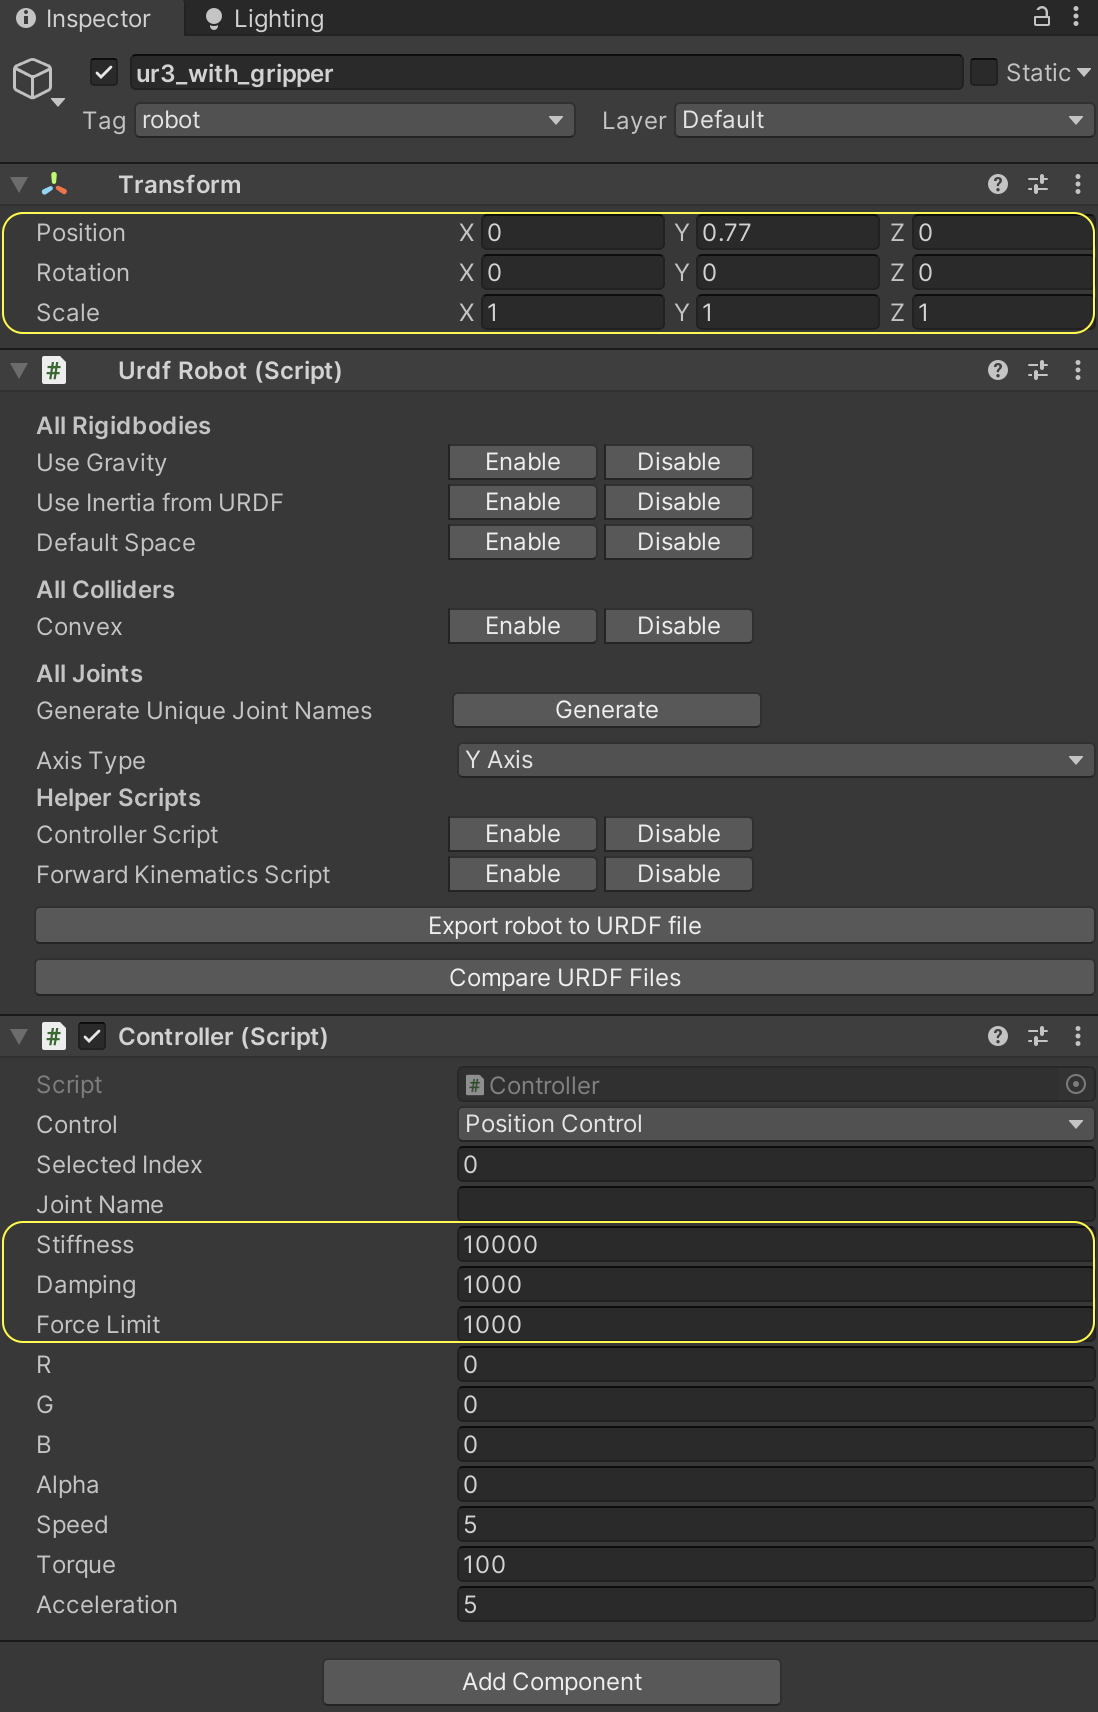 Inspector Lighting
ur3_with_gripper Static
Tag robot Layer Default
Transform
Position X 0 Y 0.77 Z 0
Rotation X 0 Y 0 Z 0
Scale X 1 Y 1 Z 1
# Urdf Robot (Script)
All Rigidbodies
Use Gravity Enable Disable
Use Inertia from URDF Enable Disable
Default Space Enable Disable
All Colliders
Convex Enable Disable
All Joints
Generate Unique Joint Names Generate
Axis Type Y Axis
Helper Scripts
Controller Script Enable Disable
Forward Kinematics Script Enable Disable
Export robot to URDF file
Compare URDF Files
# Controller (Script)
Script # Controller
Control Position Control
Selected Index 0
Joint Name
Stiffness 10000
Damping 1000
Force Limit 1000
R 0
G 0
B 0
Alpha 0
Speed 5
Torque 100
Acceleration 5
Add Component